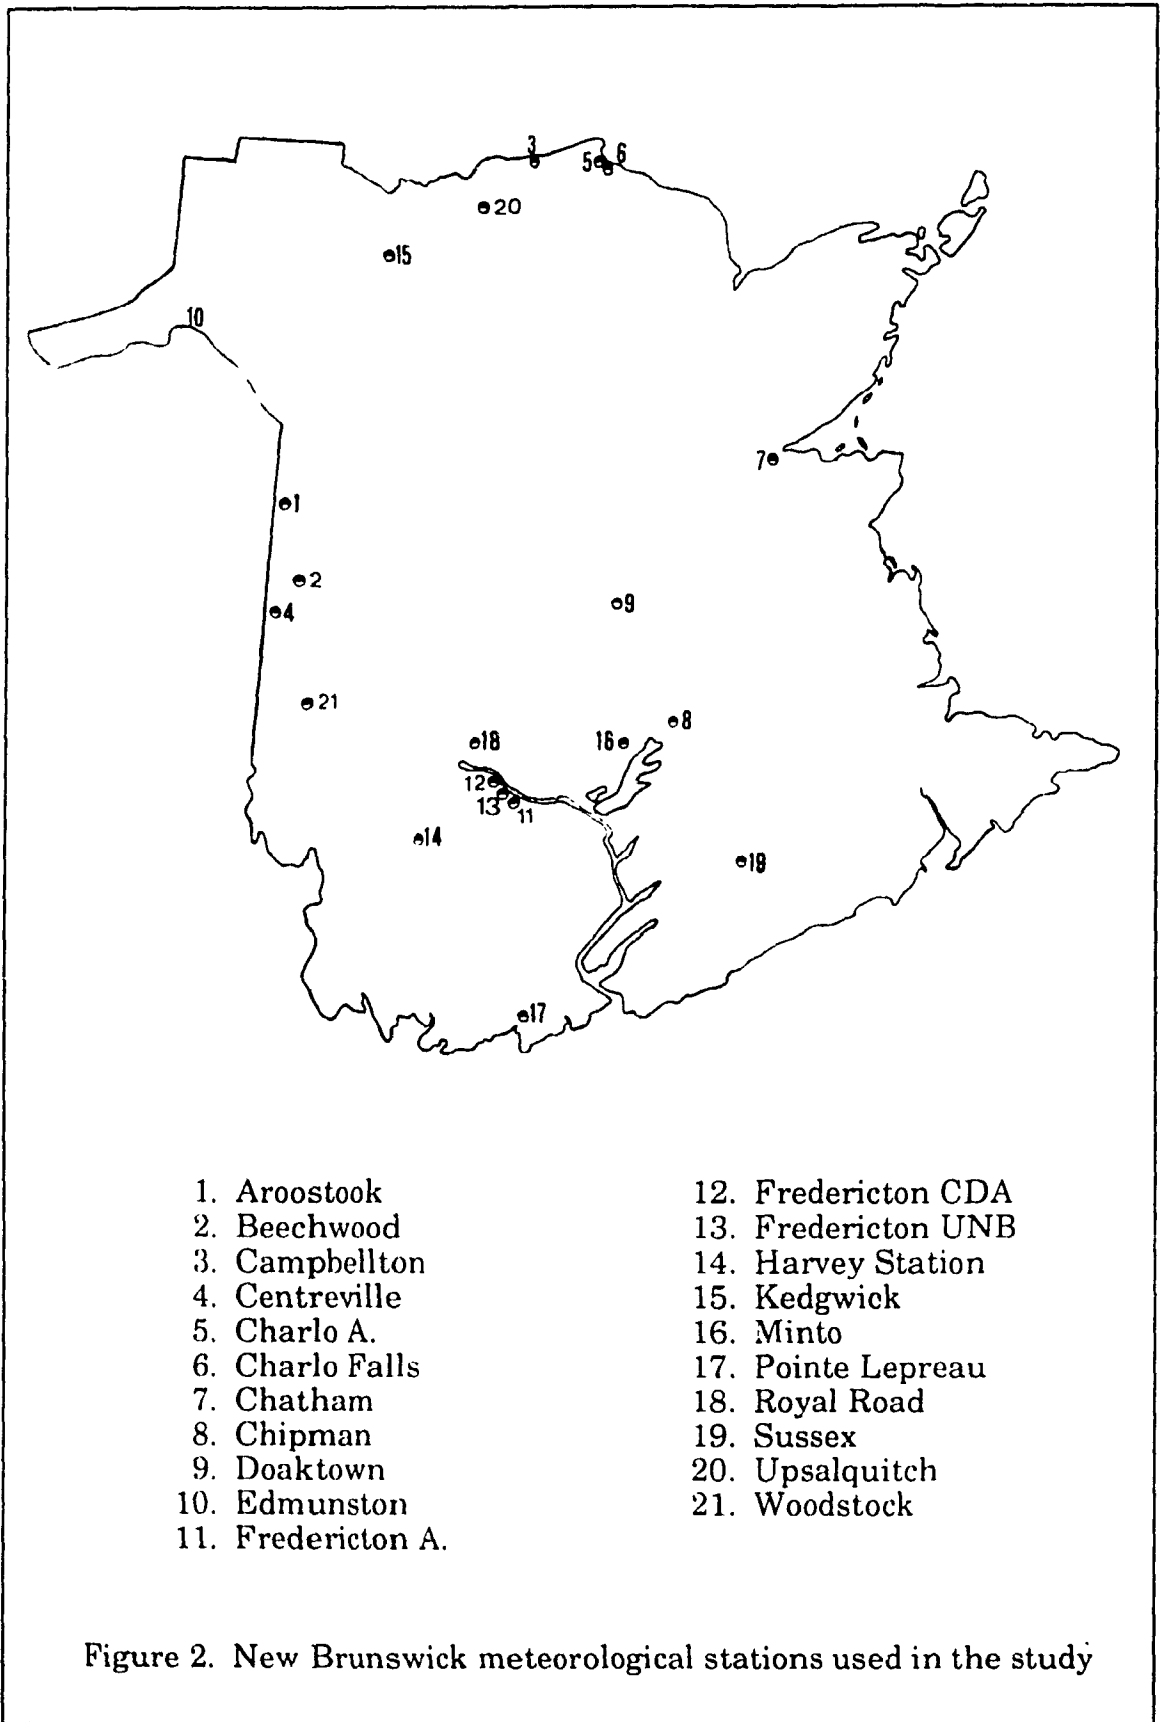 3
6
5
20
15
10
7
1
2
4
9
21
8
18
16
12
13
11
14
19
17
1. Aroostook
2. Beechwood
3. Campbellton
4. Centreville
5. Charlo A.
6. Charlo Falls
7. Chatham
8. Chipman
9. Doaktown
10. Edmunston
11. Fredericton A.
12. Fredericton CDA
13. Fredericton UNB
14. Harvey Station
15. Kedgwick
16. Minto
17. Pointe Lepreau
18. Royal Road
19. Sussex
20. Upsalquitch
21. Woodstock
Figure 2. New Brunswick meteorological stations used in the study